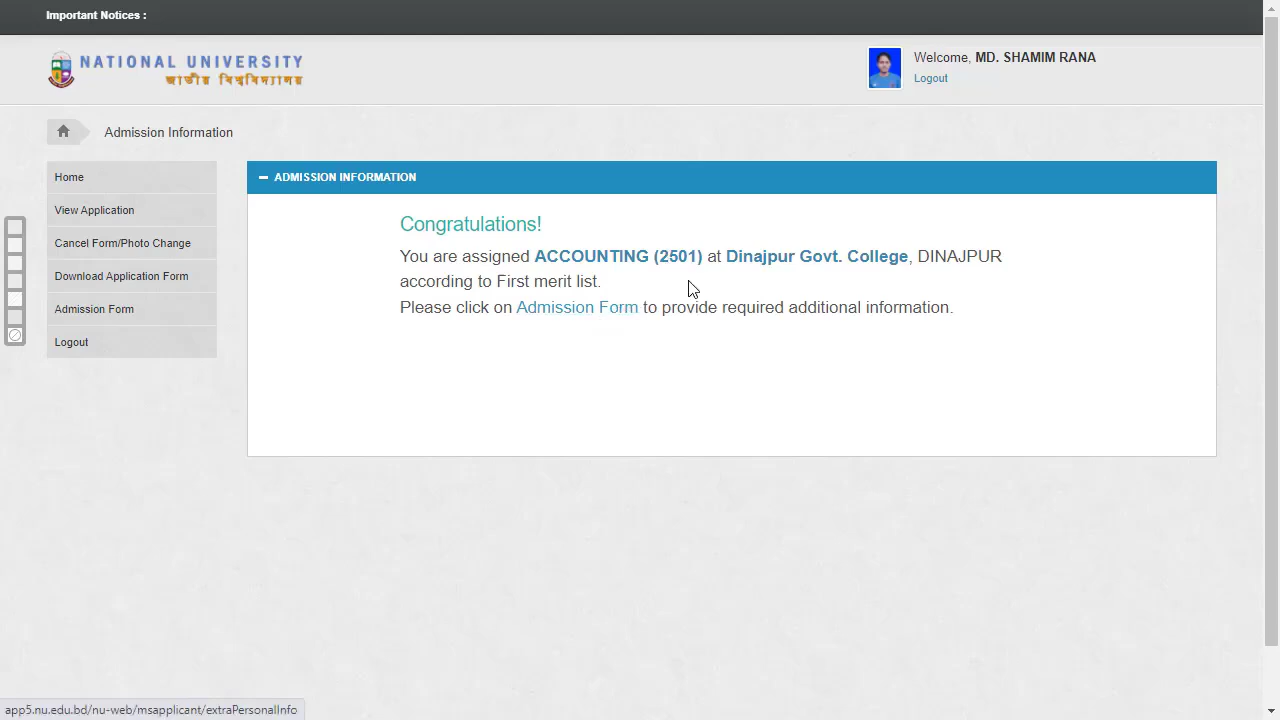 Important Notices :
NATIONAL UNIVERSITY
জাতীয় বিশ্ববিদ্যালয়
Welcome, MD. SHAMIM RANA
Logout
Admission Information
Home
View Application
Cancel Form/Photo Change
Download Application Form
Admission Form
Logout
ADMISSION INFORMATION
Congratulations!
You are assigned ACCOUNTING (2501) at Dinajpur Govt. College, DINAJPUR
according to First merit list.
Please click on Admission Form to provide required additional information.
app5.nu.edu.bd/nu-web/msapplicant/extraPersonalInfo